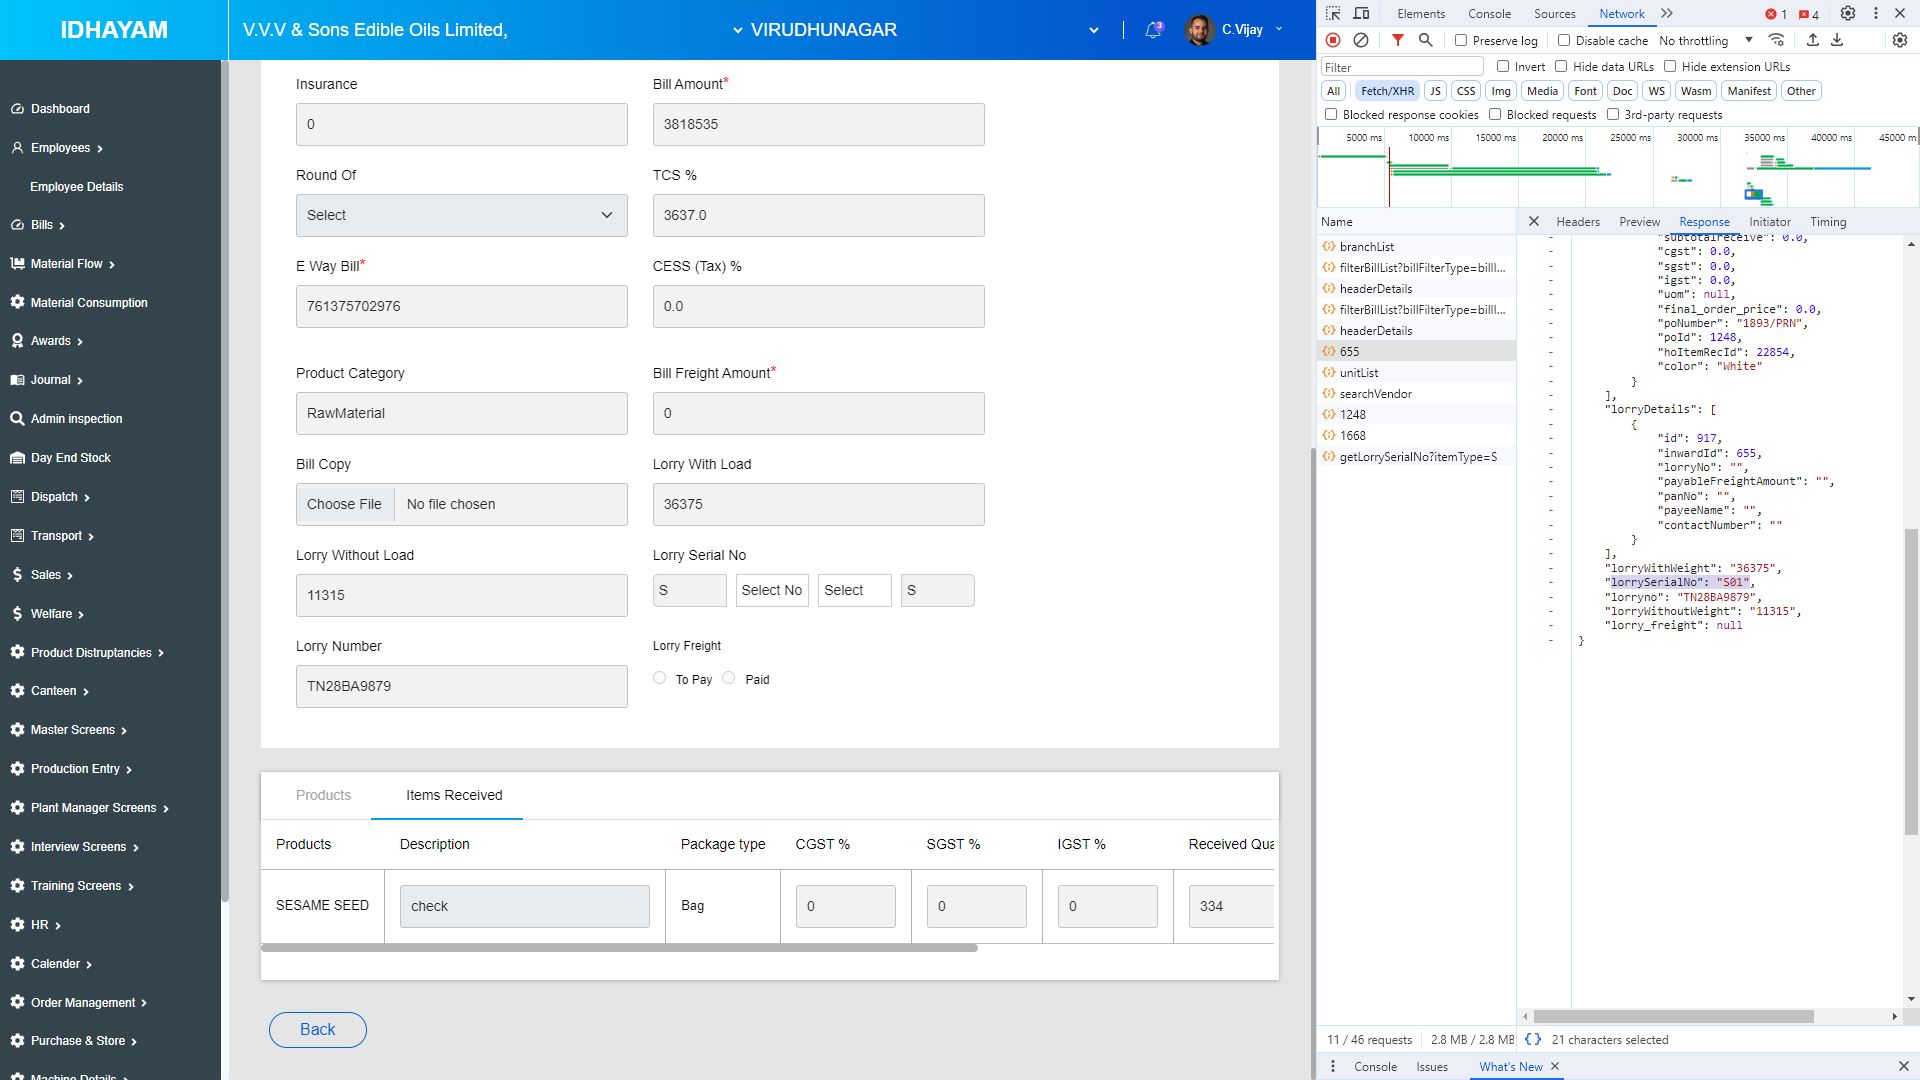 IDHAYAM
V.V.V & Sons Edible Oils Limited,
VIRUDHUNAGAR
3
C.Vijay
Dashboard
Employees
Employee Details
Bills
Material Flow
Material Consumption
Awards
Journal
Admin inspection
Day End Stock
Dispatch
Transport
Sales
Welfare
Product Distruptancies
Canteen
Master Screens
Production Entry
Plant Manager Screens
Interview Screens
Training Screens
HR
Calender
Order Management
Purchase & Store
Machine Details
Insurance
0
Bill Amount*
3818535
Round Of
Select
TCS %
3637.0
E Way Bill*
761375702976
CESS (Tax) %
0.0
Product Category
RawMaterial
Bill Freight Amount*
0
Bill Copy
Choose File No file chosen
Lorry With Load
36375
Lorry Without Load
11315
Lorry Serial No
S Select No Select S
Lorry Number
TN28BA9879
Lorry Freight
To Pay Paid
Products Items Received
Products Description Package type CGST % SGST % IGST % Received Qua
SESAME SEED check Bag 0 0 0 334
Back
Elements Console Sources Network 1 4
Preserve log Disable cache No throttling
Filter Invert Hide data URLs Hide extension URLs
All Fetch/XHR JS CSS Img Media Font Doc WS Wasm Manifest Other
Blocked response cookies Blocked requests 3rd-party requests
5000 ms 10000 ms 15000 ms 20000 ms 25000 ms 30000 ms 35000 ms 40000 ms 45000 m
Name
branchList
filterBillList?billFilterType=billI...
headerDetails
filterBillList?billFilterType=billI...
headerDetails
655
unitList
searchVendor
1248
1668
getLorrySerialNo?itemType=S
Headers Preview Response Initiator Timing
"subtotalreceive": 0.0,
"cgst": 0.0,
"sgst": 0.0,
"igst": 0.0,
"uom": null,
"final_order_price": 0.0,
"poNumber": "1893/PRN",
"poId": 1248,
"hoItemRecId": 22854,
"color": "White"
}
],
"lorryDetails": [
{
"id": 917,
"inwardId": 655,
"lorryNo": "",
"payableFreightAmount": "",
"panNo": "",
"payeeName": "",
"contactNumber": ""
}
],
"lorryWithWeight": "36375",
"lorrySerialNo": "S01",
"lorryno": "TN28BA9879",
"lorryWithoutWeight": "11315",
"lorry_freight": null
}
11 / 46 requests 2.8 MB / 2.8 MB {} 21 characters selected
Console Issues What's New